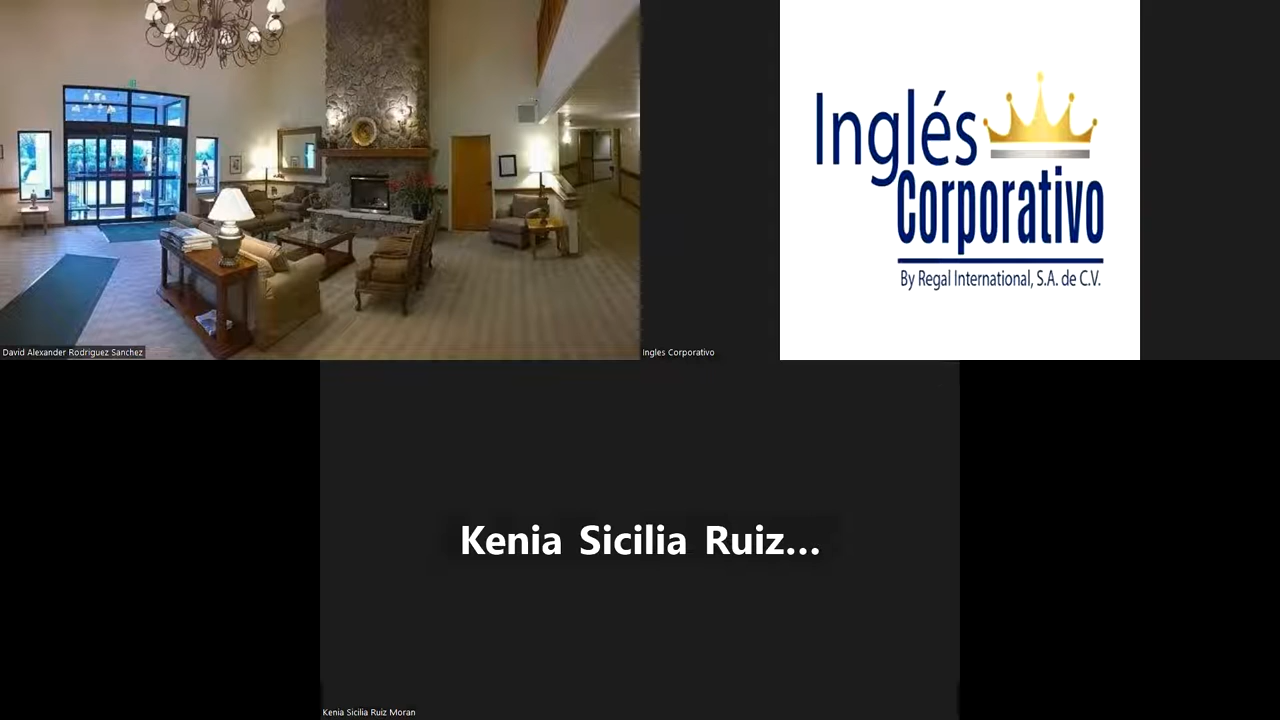 Inglés
Corporativo
By Regal International, S.A. de C.V.
David Alexander Rodriguez Sanchez
Ingles Corporativo
Kenia Sicilia Ruiz...
Kenia Sicilia Ruiz Moran